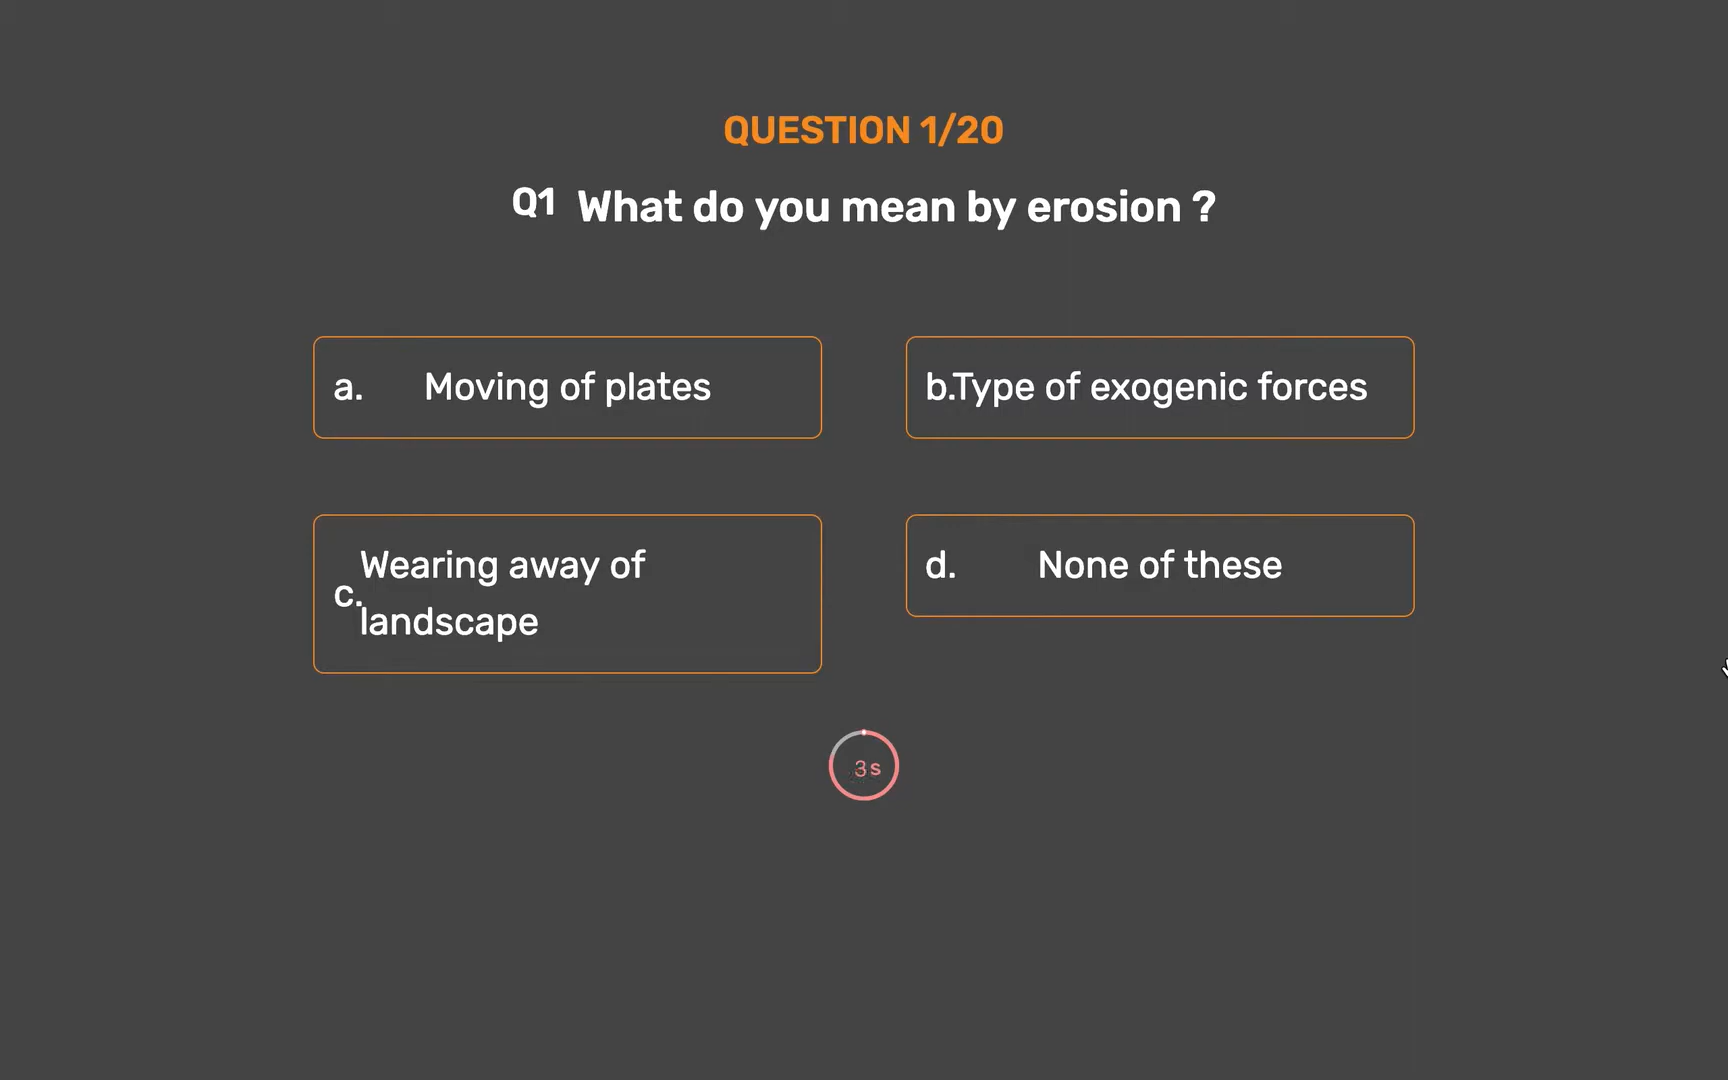 QUESTION 1/20
Q1 What do you mean by erosion ?
a. Moving of plates
b.Type of exogenic forces
c. Wearing away of
landscape
d. None of these
3s